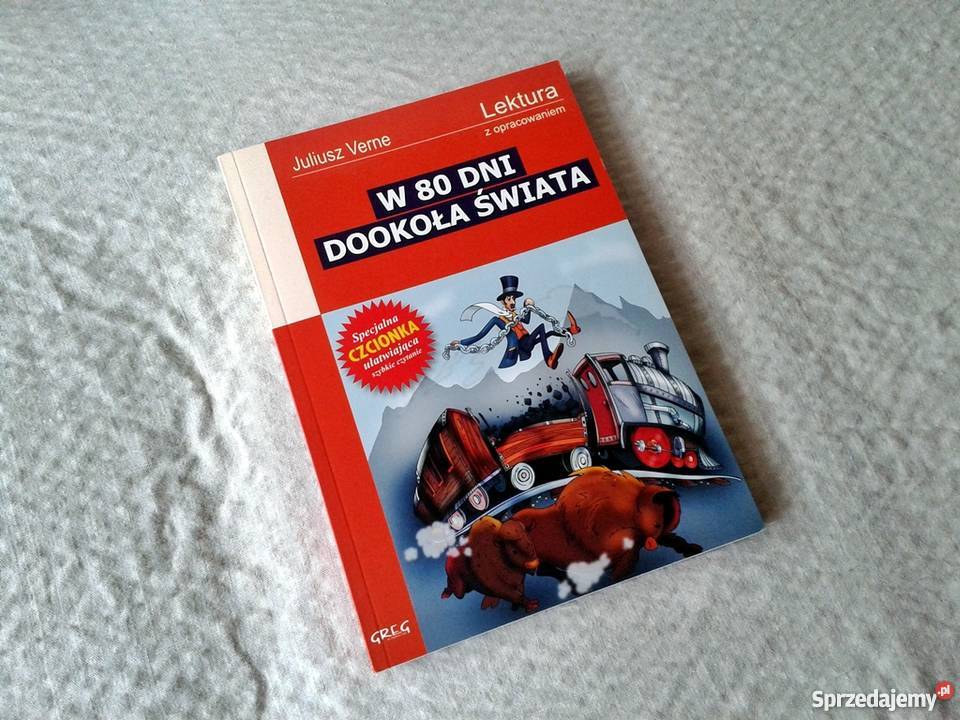 Juliusz Verne
Lektura
z opracowaniem
W 80 DNI
DOOKOŁA ŚWIATA
Specjalna
CZCIONKA
ułatwiająca
szybkie czytanie
GREG
Sprzedajemy.pl